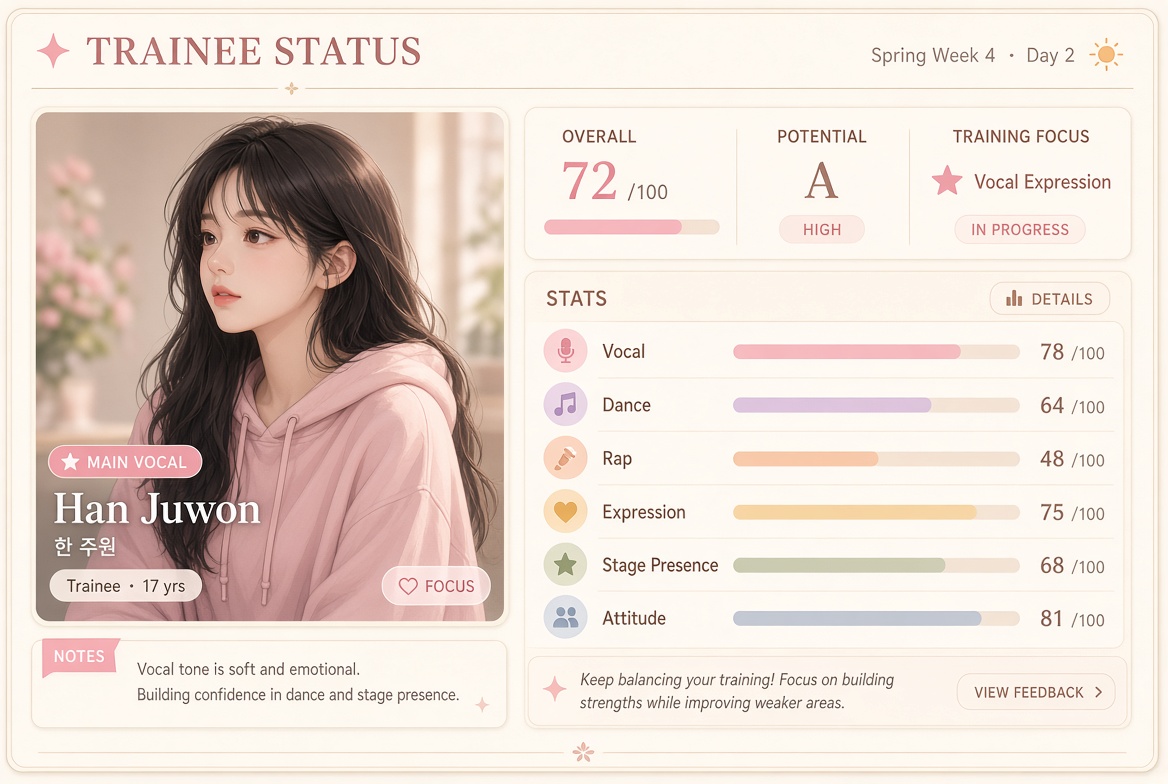 TRAINEE STATUS
Spring Week 4 · Day 2
MAIN VOCAL
Han Juwon
한 주원
Trainee · 17 yrs
FOCUS
NOTES
Vocal tone is soft and emotional.
Building confidence in dance and stage presence.
OVERALL
72 /100
POTENTIAL
A
HIGH
TRAINING FOCUS
Vocal Expression
IN PROGRESS
STATS
DETAILS
Vocal 78 /100
Dance 64 /100
Rap 48 /100
Expression 75 /100
Stage Presence 68 /100
Attitude 81 /100
Keep balancing your training! Focus on building
strengths while improving weaker areas.
VIEW FEEDBACK >